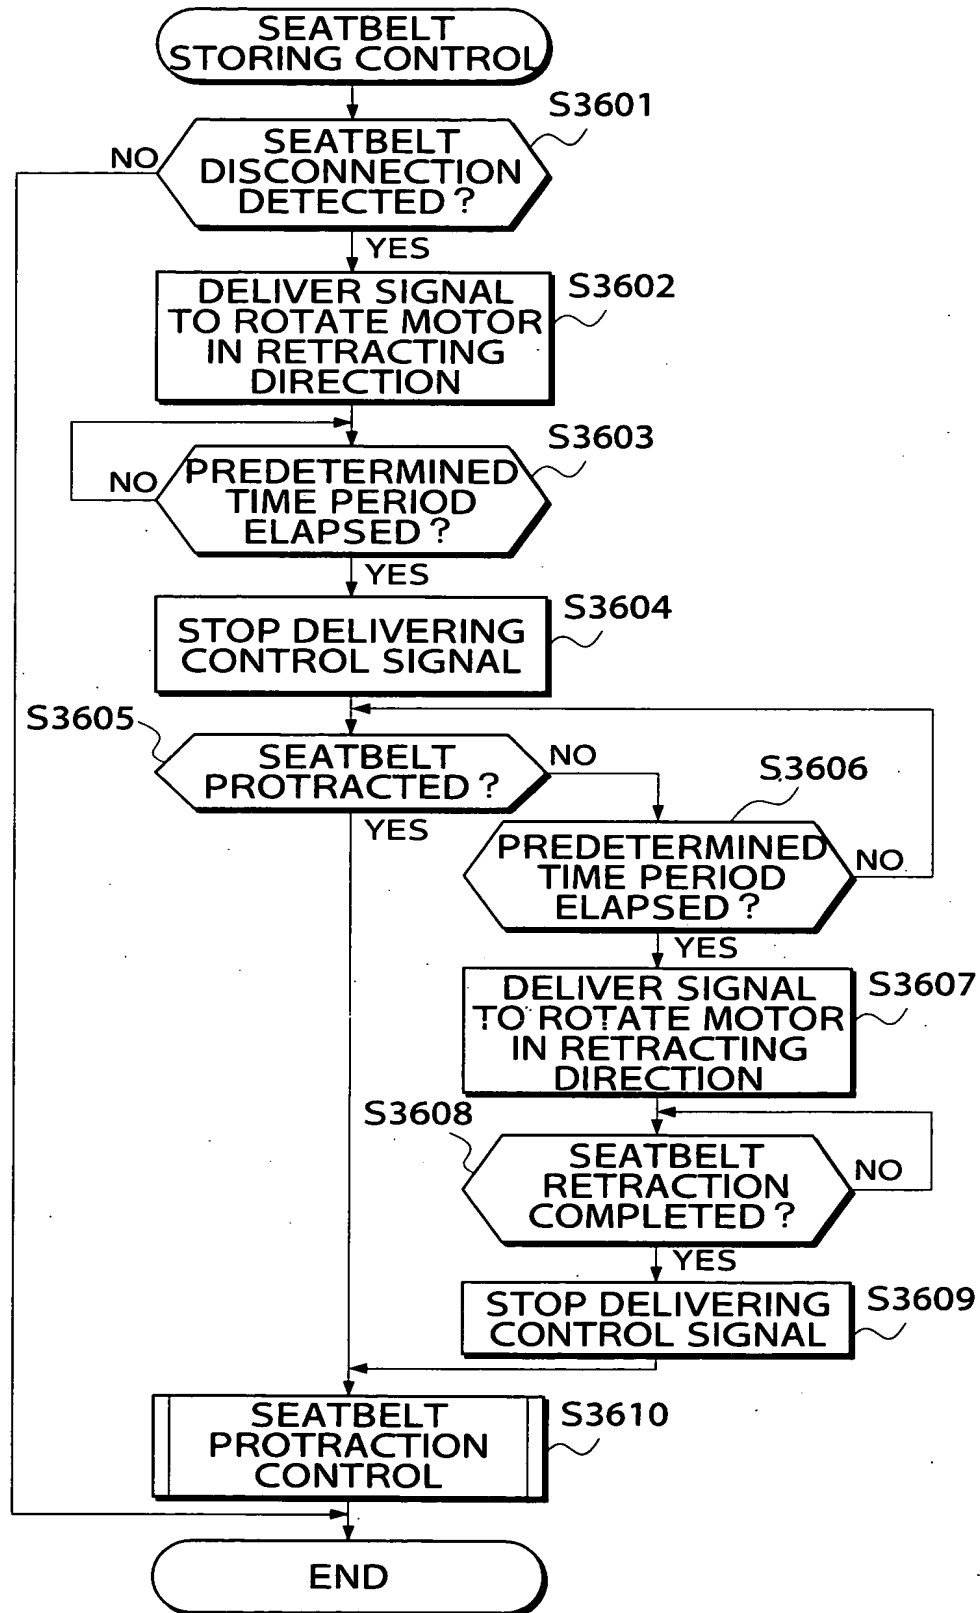 SEATBELT
STORING CONTROL
S3601
SEATBELT
DISCONNECTION
DETECTED?
NO
YES
S3602
DELIVER SIGNAL
TO ROTATE MOTOR
IN RETRACTING
DIRECTION
S3603
PREDETERMINED
TIME PERIOD
ELAPSED?
NO
YES
S3604
STOP DELIVERING
CONTROL SIGNAL
S3605
SEATBELT
PROTRACTED?
NO
YES
S3606
PREDETERMINED
TIME PERIOD
ELAPSED?
NO
YES
S3607
DELIVER SIGNAL
TO ROTATE MOTOR
IN RETRACTING
DIRECTION
S3608
SEATBELT
RETRACTION
COMPLETED?
NO
YES
S3609
STOP DELIVERING
CONTROL SIGNAL
S3610
SEATBELT
PROTRACTION
CONTROL
END